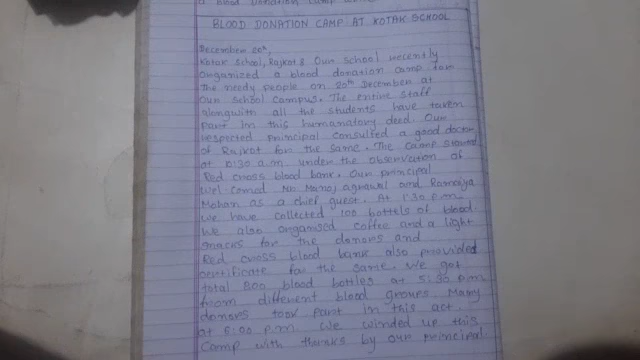 a Blood Donation Camp
BLOOD DONATION CAMP AT KOTAK SCHOOL
December 20th,
Kotak School, Rajkot: Our school recently
Organized a blood donation camp for
The needy people on 20th December at
Our School Campus. The entire staff
alongwith all the students have taken
part in this humanatory deed. Our
respected principal consulted a good doctor
of Rajkot for the same. The camp started
at 10:30 a.m. under the observation of
Red cross blood bank. Our principal
Welcomed Mr Manoj agrawal and Ramaiya
Mohan as a chief guest. At 1:30 p.m.
We have collected 100 bottels of blood.
We also organised coffee and a light
snacks for the donors and
Red cross blood bank also provided
certificate for the same. We got
total 300 blood bottles at 5:30 p.m.
from different blood groups. Many
donors took part in this act.
at 6:00 p.m. We winded up this
Camp with thanks by our principal